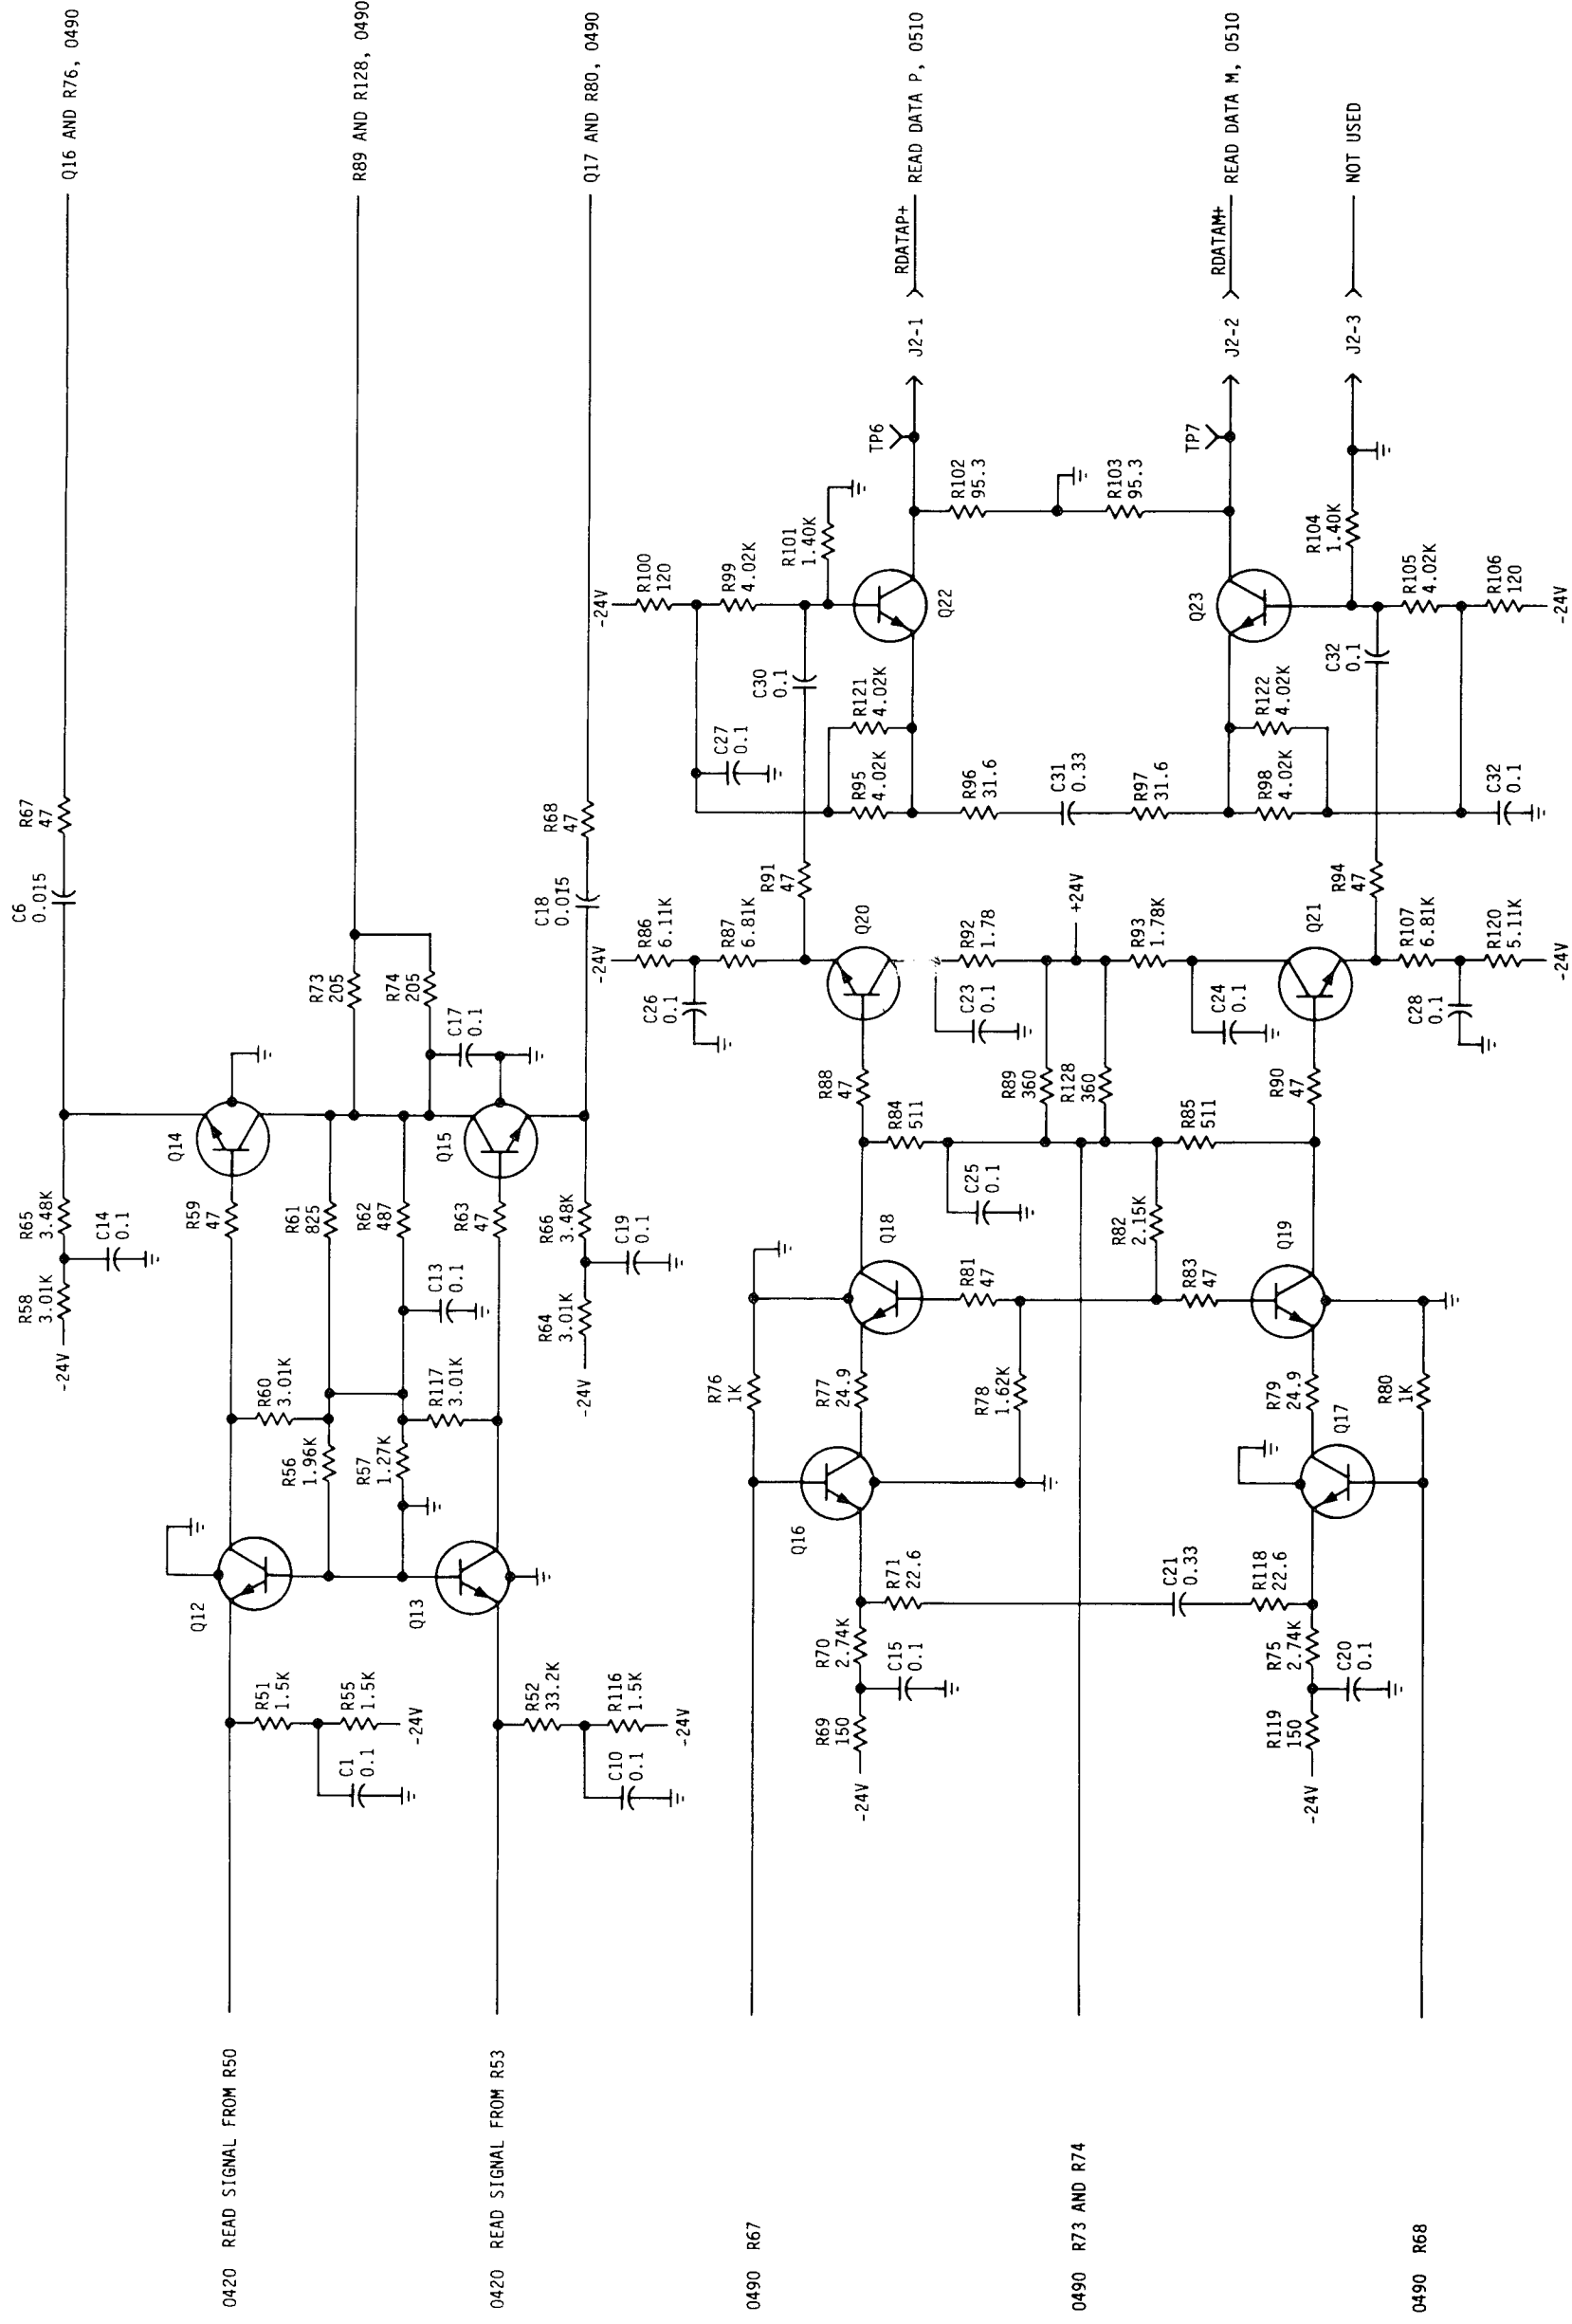 Q16 AND R76, 0490
R67
47
C6
0.015
R65
3.48K
C14
0.1
R58
3.01K
-24V
R89 AND R128, 0490
R73
205
R74
205
C17
0.1
Q14
R59
47
R61
825
R62
487
R63
47
Q15
C13
0.1
R60
3.01K
R117
3.01K
R56
1.96K
R57
1.27K
Q12
Q13
R51
1.5K
R55
1.5K
C1
0.1
-24V
R52
33.2K
R116
1.5K
C10
0.1
-24V
0420 READ SIGNAL FROM R50
0420 READ SIGNAL FROM R53
Q17 AND R80, 0490
R68
47
C18
0.015
R66
3.48K
C19
0.1
R64
3.01K
-24V
RDATAP+
READ DATA P, 0510
J2-1
TP6
RDATAM+
READ DATA M, 0510
J2-2
TP7
NOT USED
J2-3
R102
95.3
R103
95.3
R101
1.40K
R104
1.40K
-24V
R100
120
R99
4.02K
Q22
Q23
R105
4.02K
R106
120
-24V
C30
0.1
C32
0.1
C27
0.1
R121
4.02K
R95
4.02K
R96
31.6
C31
0.33
R97
31.6
R122
4.02K
R98
4.02K
C32
0.1
R91
47
R94
47
-24V
R86
6.11K
R87
6.81K
C26
0.1
Q20
R92
1.78
+24V
R93
1.78K
C23
0.1
C24
0.1
Q21
R107
6.81K
R120
5.11K
C28
0.1
-24V
R88
47
R89
360
R128
360
R90
47
R84
511
R85
511
C25
0.1
R82
2.15K
Q18
R81
47
R83
47
Q19
R76
1K
R77
24.9
R78
1.62K
R79
24.9
R80
1K
Q16
Q17
R71
22.6
C21
0.33
R118
22.6
R70
2.74K
C15
0.1
R75
2.74K
C20
0.1
R69
150
R119
150
-24V
-24V
0490 R67
0490 R73 AND R74
0490 R68